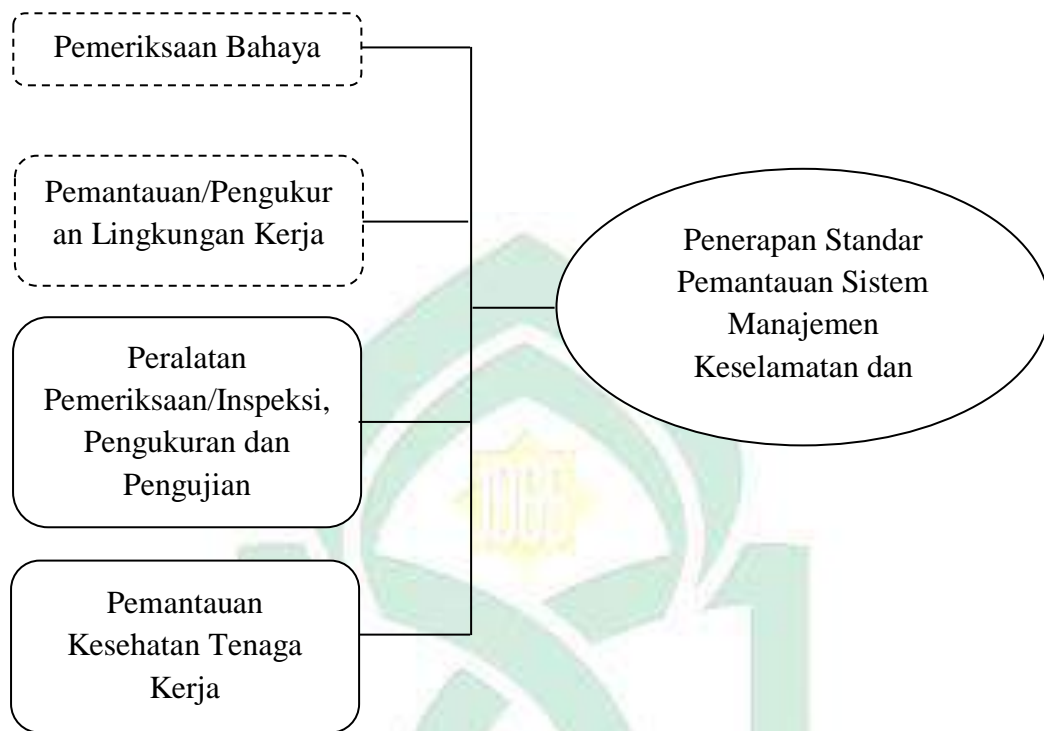 Pemeriksaan Bahaya
Pemantauan/Pengukur
an Lingkungan Kerja
Peralatan
Pemeriksaan/Inspeksi,
Pengukuran dan
Pengujian
Pemantauan
Kesehatan Tenaga
Kerja
Penerapan Standar
Pemantauan Sistem
Manajemen
Keselamatan dan